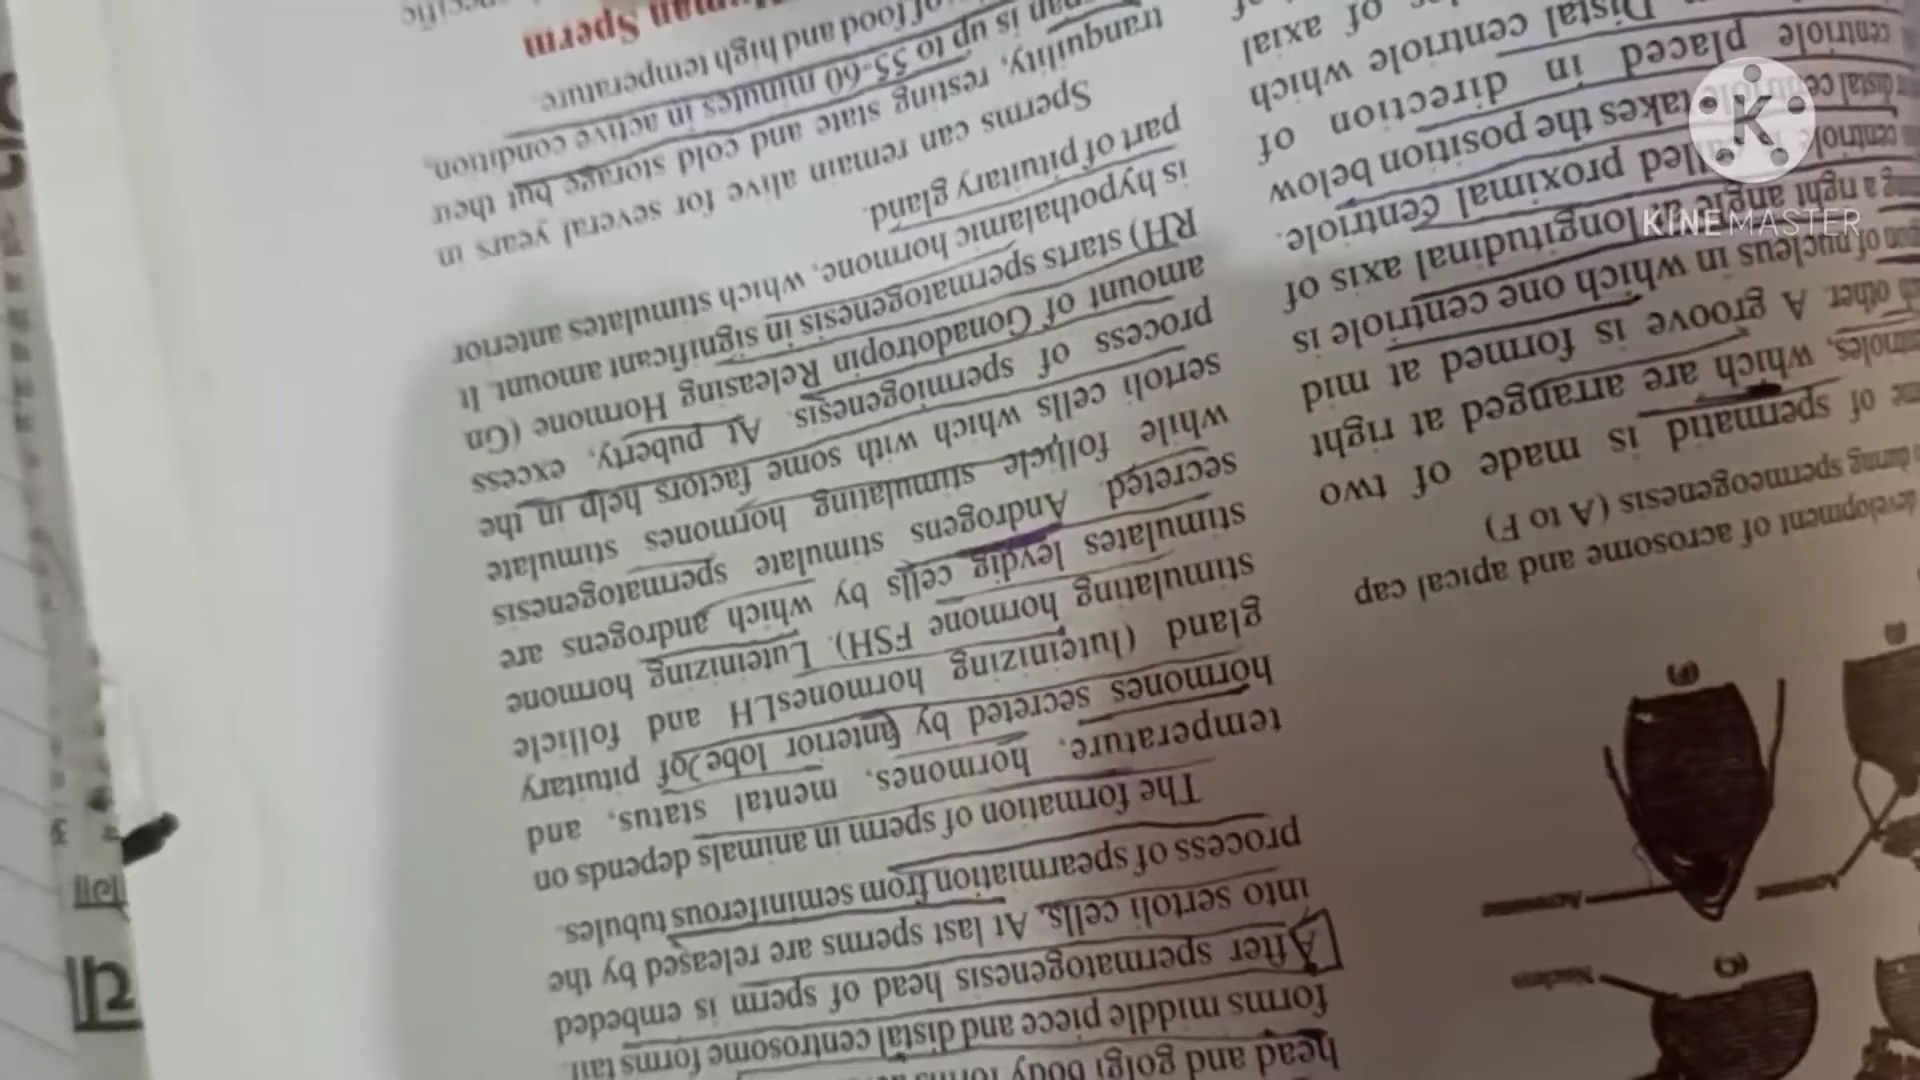 development of acrosome and apical cap
during spermeogenesis (A to F)
of spermatid is made of two
which are arranged at right
other. A groove is formed at mid
of nucleus in which one centriole is
a right angle longitudinal axis of
called proximal centriole.
takes the position below
centriole placed in direction of
Distal centriole which
of axial
head and golgi body forms
forms middle piece and distal centrosome forms tail.
After spermatogenesis head of sperm is embeded
into sertoli cells. At last sperms are released by the
process of spearmiation from seminiferous tubules.
The formation of sperm in animals depends on
temperature, hormones, mental status, and
hormones secreted by anterior lobe of pituitary
gland (luteinizing hormonesLH and follicle
stimulating hormone FSH). Luteinizing hormone
stimulates leydig cells by which androgens are
secreted. Androgens stimulate spermatogenesis
while follicle stimulating hormones stimulate
sertoli cells which with some factors help in the
process of spermiogenesis. At puberty, excess
amount of Gonadotropin Releasing Hormone (Gn
RH) starts spermatogenesis in significant amount. It
is hypothalamic hormone, which stimulates anterior
part of pituitary gland.
Sperms can remain alive for several years in
tranquility, resting state and cold storage but their
is up to 55-60 minutes in active condition,
of food and high temperature.
Human Sperm
Nucleus
KINEMASTER